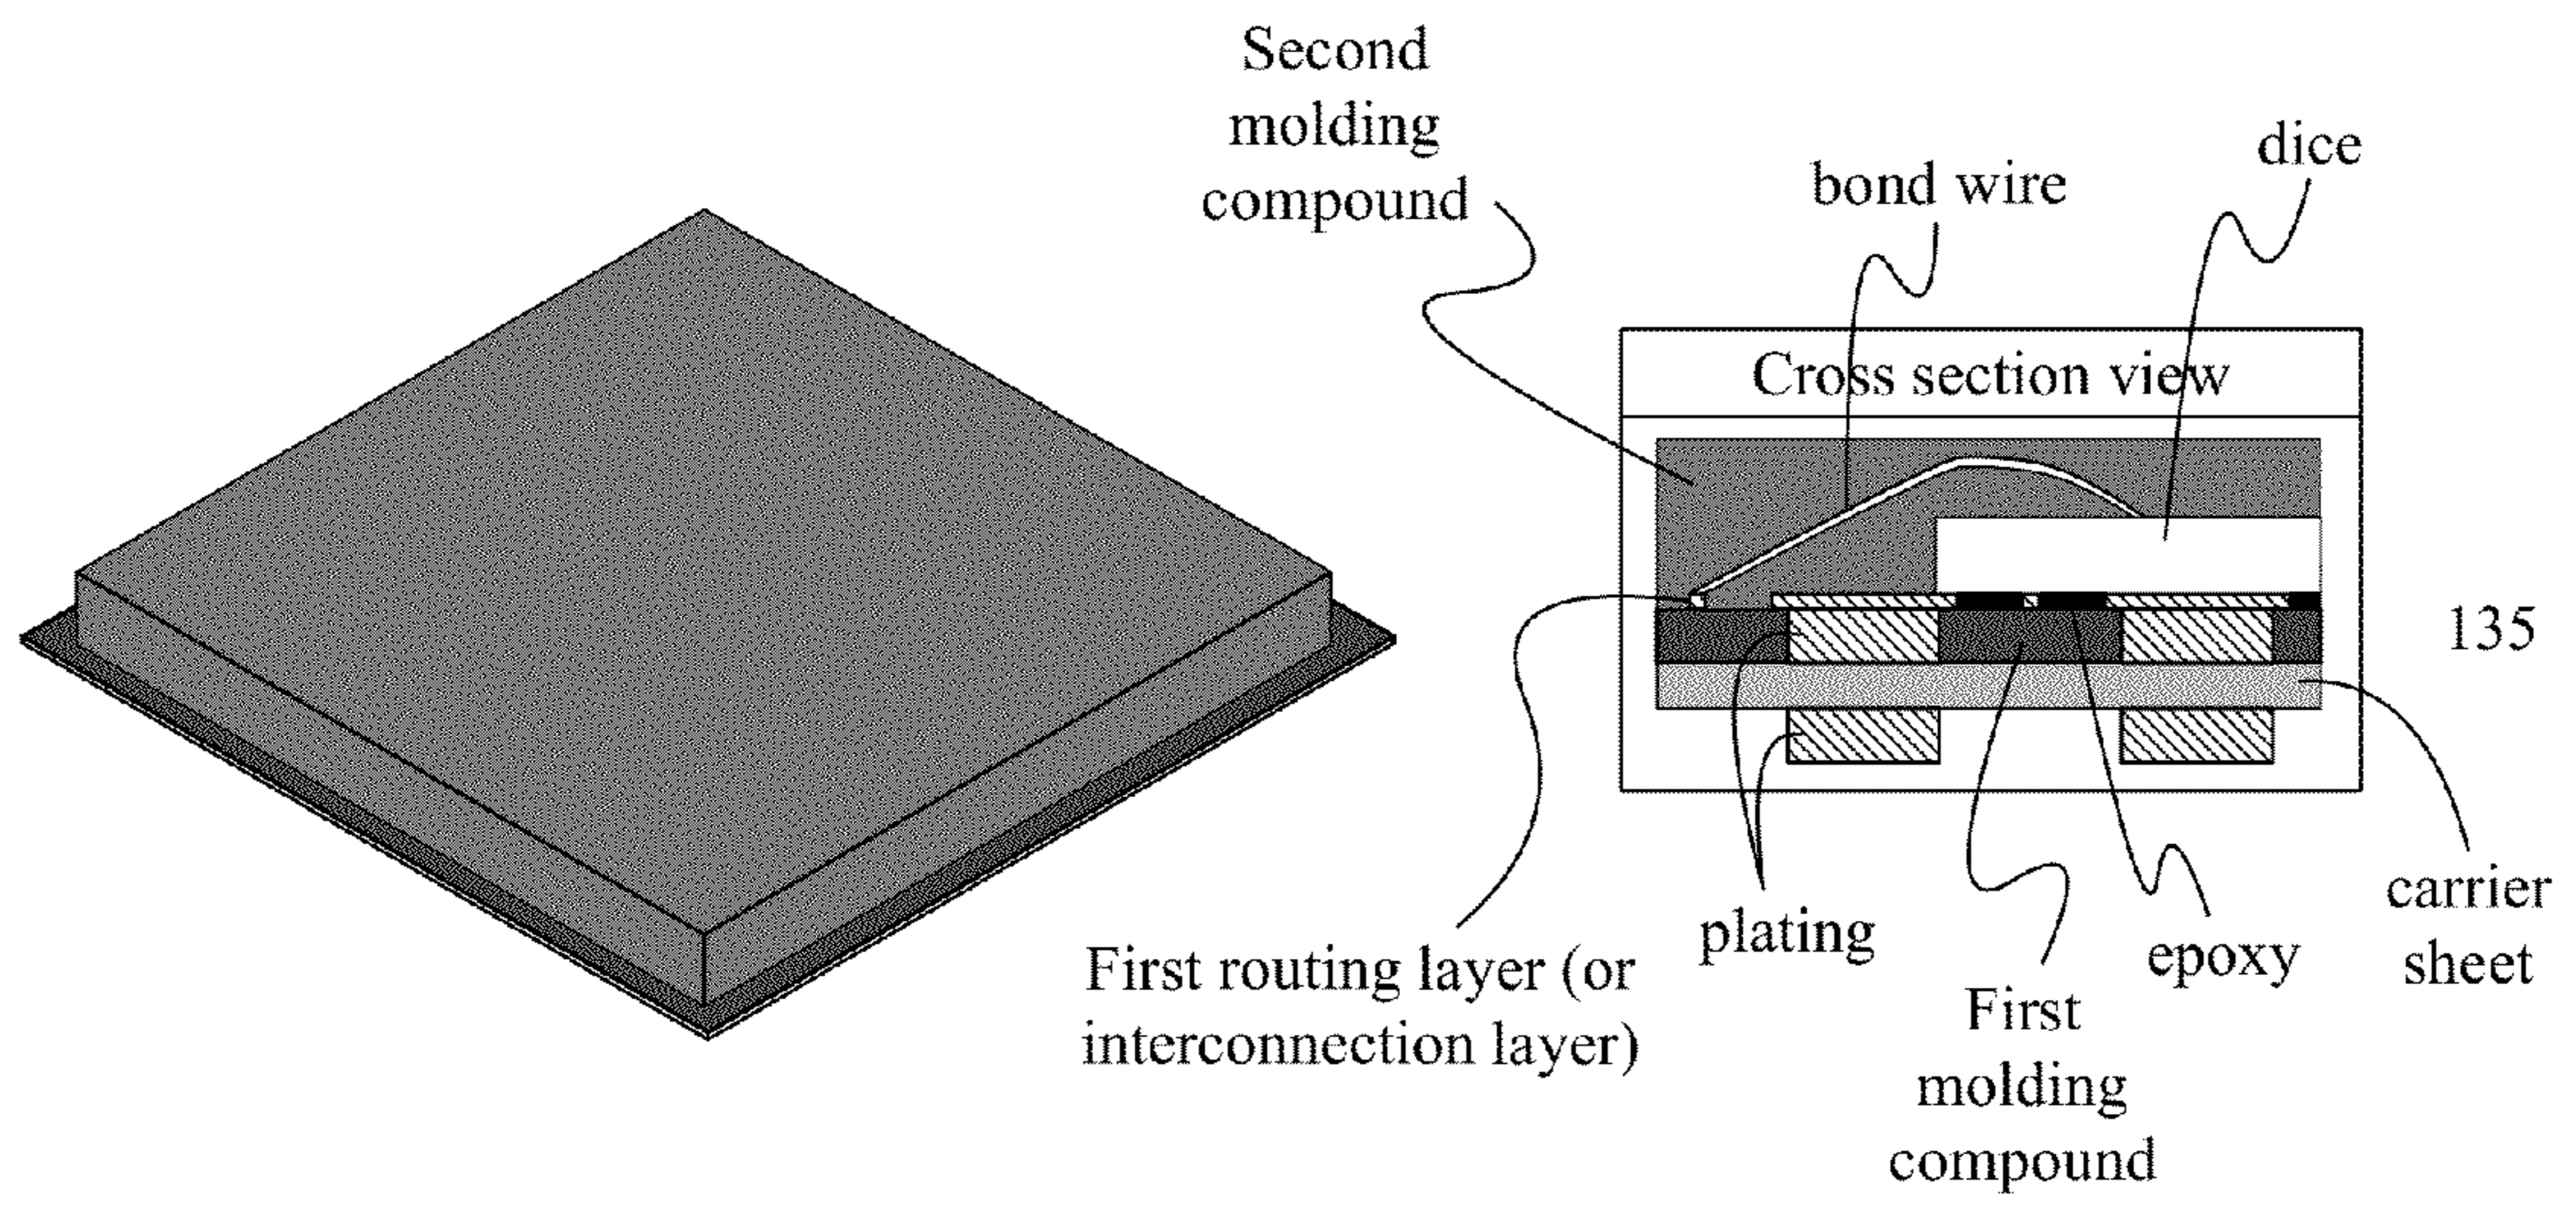 Second
molding
compound
bond wire
dice
Cross section view
135
First routing layer (or
interconnection layer)
plating
First
molding
compound
epoxy
carrier
sheet